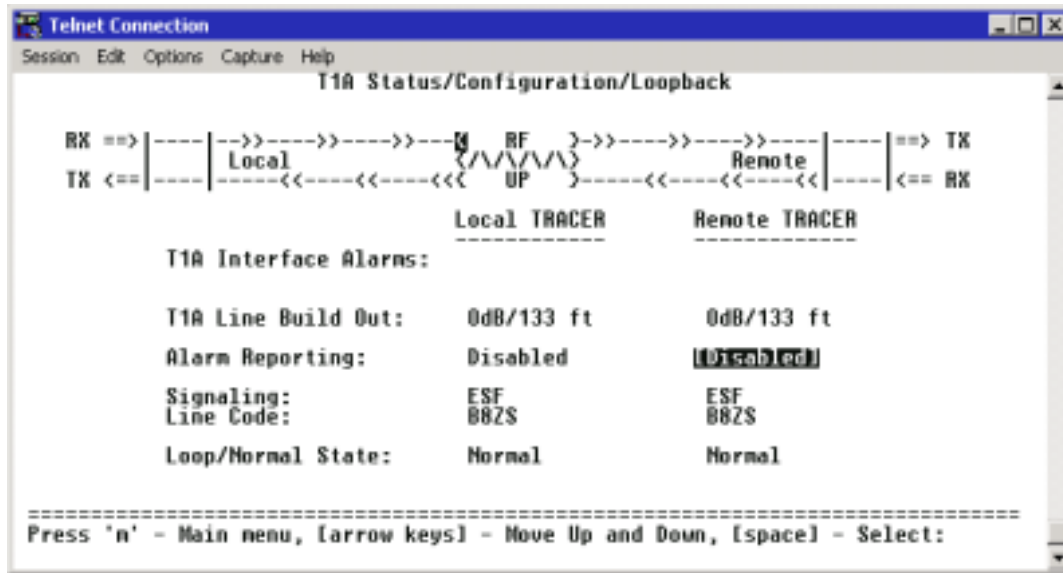 Telnet Connection
Session Edit Options Capture Help
T1A Status/Configuration/Loopback
RX ==>|----|-->>---->>---->>---{ RF }->>---->>---->>----|----|==> TX
Local {/\/\/\/\} Remote
TX <==|----|-----<<----<<----<<{ UP }-----<<----<<----<<|----|<== RX
Local TRACER Remote TRACER
------------ -------------
T1A Interface Alarms:
T1A Line Build Out: 0dB/133 ft 0dB/133 ft
Alarm Reporting: Disabled [Disabled]
Signaling: ESF ESF
Line Code: B8ZS B8ZS
Loop/Normal State: Normal Normal
================================================================================
Press 'm' - Main menu, [arrow keys] - Move Up and Down, [space] - Select: